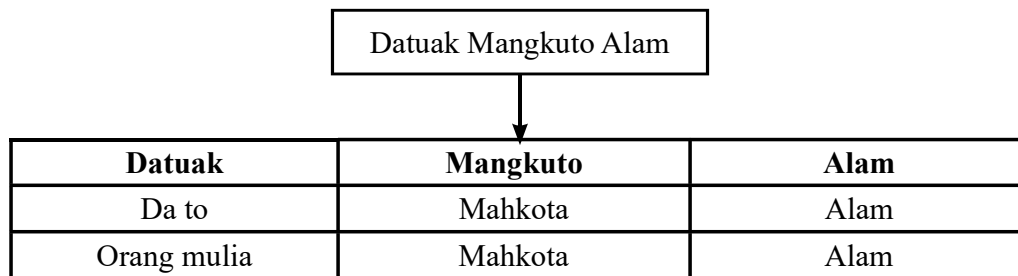 Datuak Mangkuto Alam
Datuak Mangkuto Alam
Da to Mahkota Alam
Orang mulia Mahkota Alam